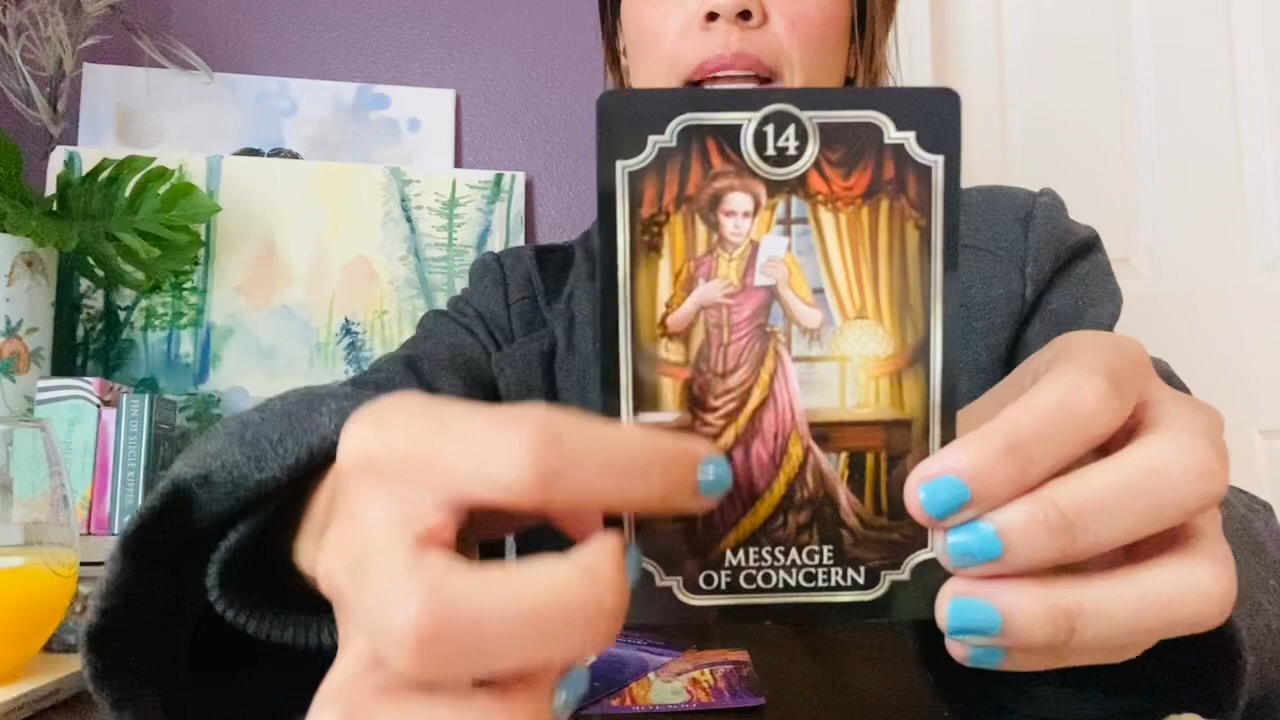 14
MESSAGE
OF CONCERN
FIN DE SIECLE KIPPER